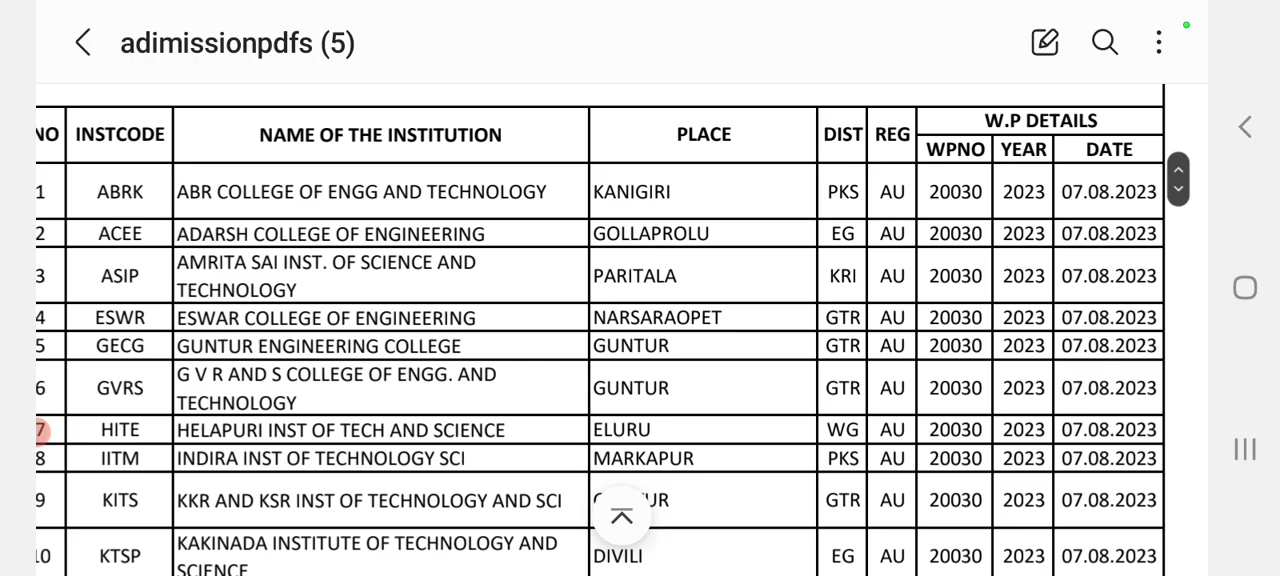 adimissionpdfs (5)
NO INSTCODE NAME OF THE INSTITUTION PLACE DIST REG W.P DETAILS
WPNO YEAR DATE
1 ABRK ABR COLLEGE OF ENGG AND TECHNOLOGY KANIGIRI PKS AU 20030 2023 07.08.2023
2 ACEE ADARSH COLLEGE OF ENGINEERING GOLLAPROLU EG AU 20030 2023 07.08.2023
3 ASIP AMRITA SAI INST. OF SCIENCE AND
TECHNOLOGY PARITALA KRI AU 20030 2023 07.08.2023
4 ESWR ESWAR COLLEGE OF ENGINEERING NARSARAOPET GTR AU 20030 2023 07.08.2023
5 GECG GUNTUR ENGINEERING COLLEGE GUNTUR GTR AU 20030 2023 07.08.2023
6 GVRS G V R AND S COLLEGE OF ENGG. AND
TECHNOLOGY GUNTUR GTR AU 20030 2023 07.08.2023
7 HITE HELAPURI INST OF TECH AND SCIENCE ELURU WG AU 20030 2023 07.08.2023
8 IITM INDIRA INST OF TECHNOLOGY SCI MARKAPUR PKS AU 20030 2023 07.08.2023
9 KITS KKR AND KSR INST OF TECHNOLOGY AND SCI GTR AU 20030 2023 07.08.2023
10 KTSP KAKINADA INSTITUTE OF TECHNOLOGY AND
SCIENCE DIVILI EG AU 20030 2023 07.08.2023